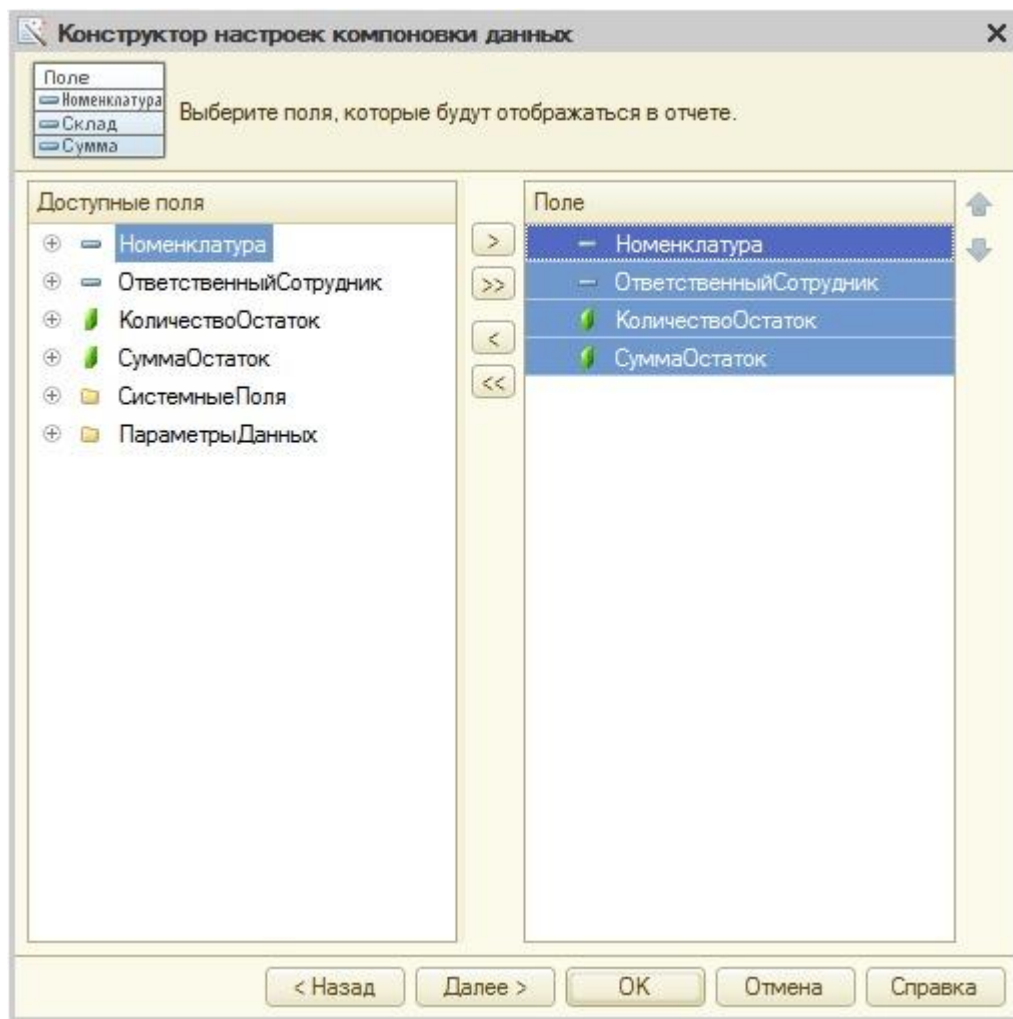 Конструктор настроек компоновки данных
Поле
Номенклатура
Склад
Сумма
Выберите поля, которые будут отображаться в отчете.
Доступные поля
Номенклатура
ОтветственныйСотрудник
КоличествоОстаток
СуммаОстаток
СистемныеПоля
ПараметрыДанных
>
>>
<
<<
Поле
Номенклатура
ОтветственныйСотрудник
КоличествоОстаток
СуммаОстаток
< Назад
Далее >
OK
Отмена
Справка